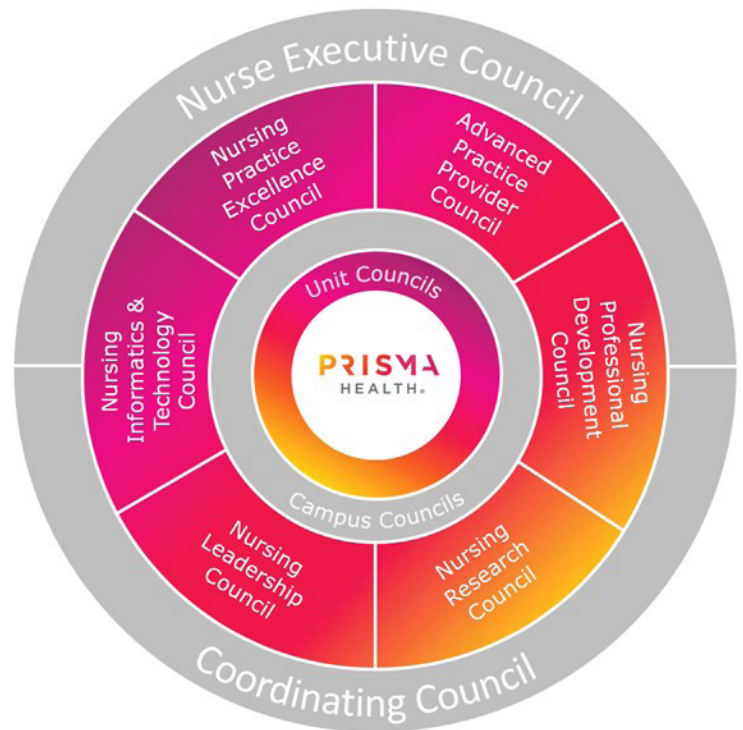 Nurse Executive Council
Nursing
Practice
Excellence
Council
Advanced
Practice
Provider
Council
Nursing
Informatics &
Technology
Council
Nursing
Professional
Development
Council
Unit Councils
PRISMA
HEALTH®
Campus Councils
Nursing
Leadership
Council
Nursing
Research
Council
Coordinating Council